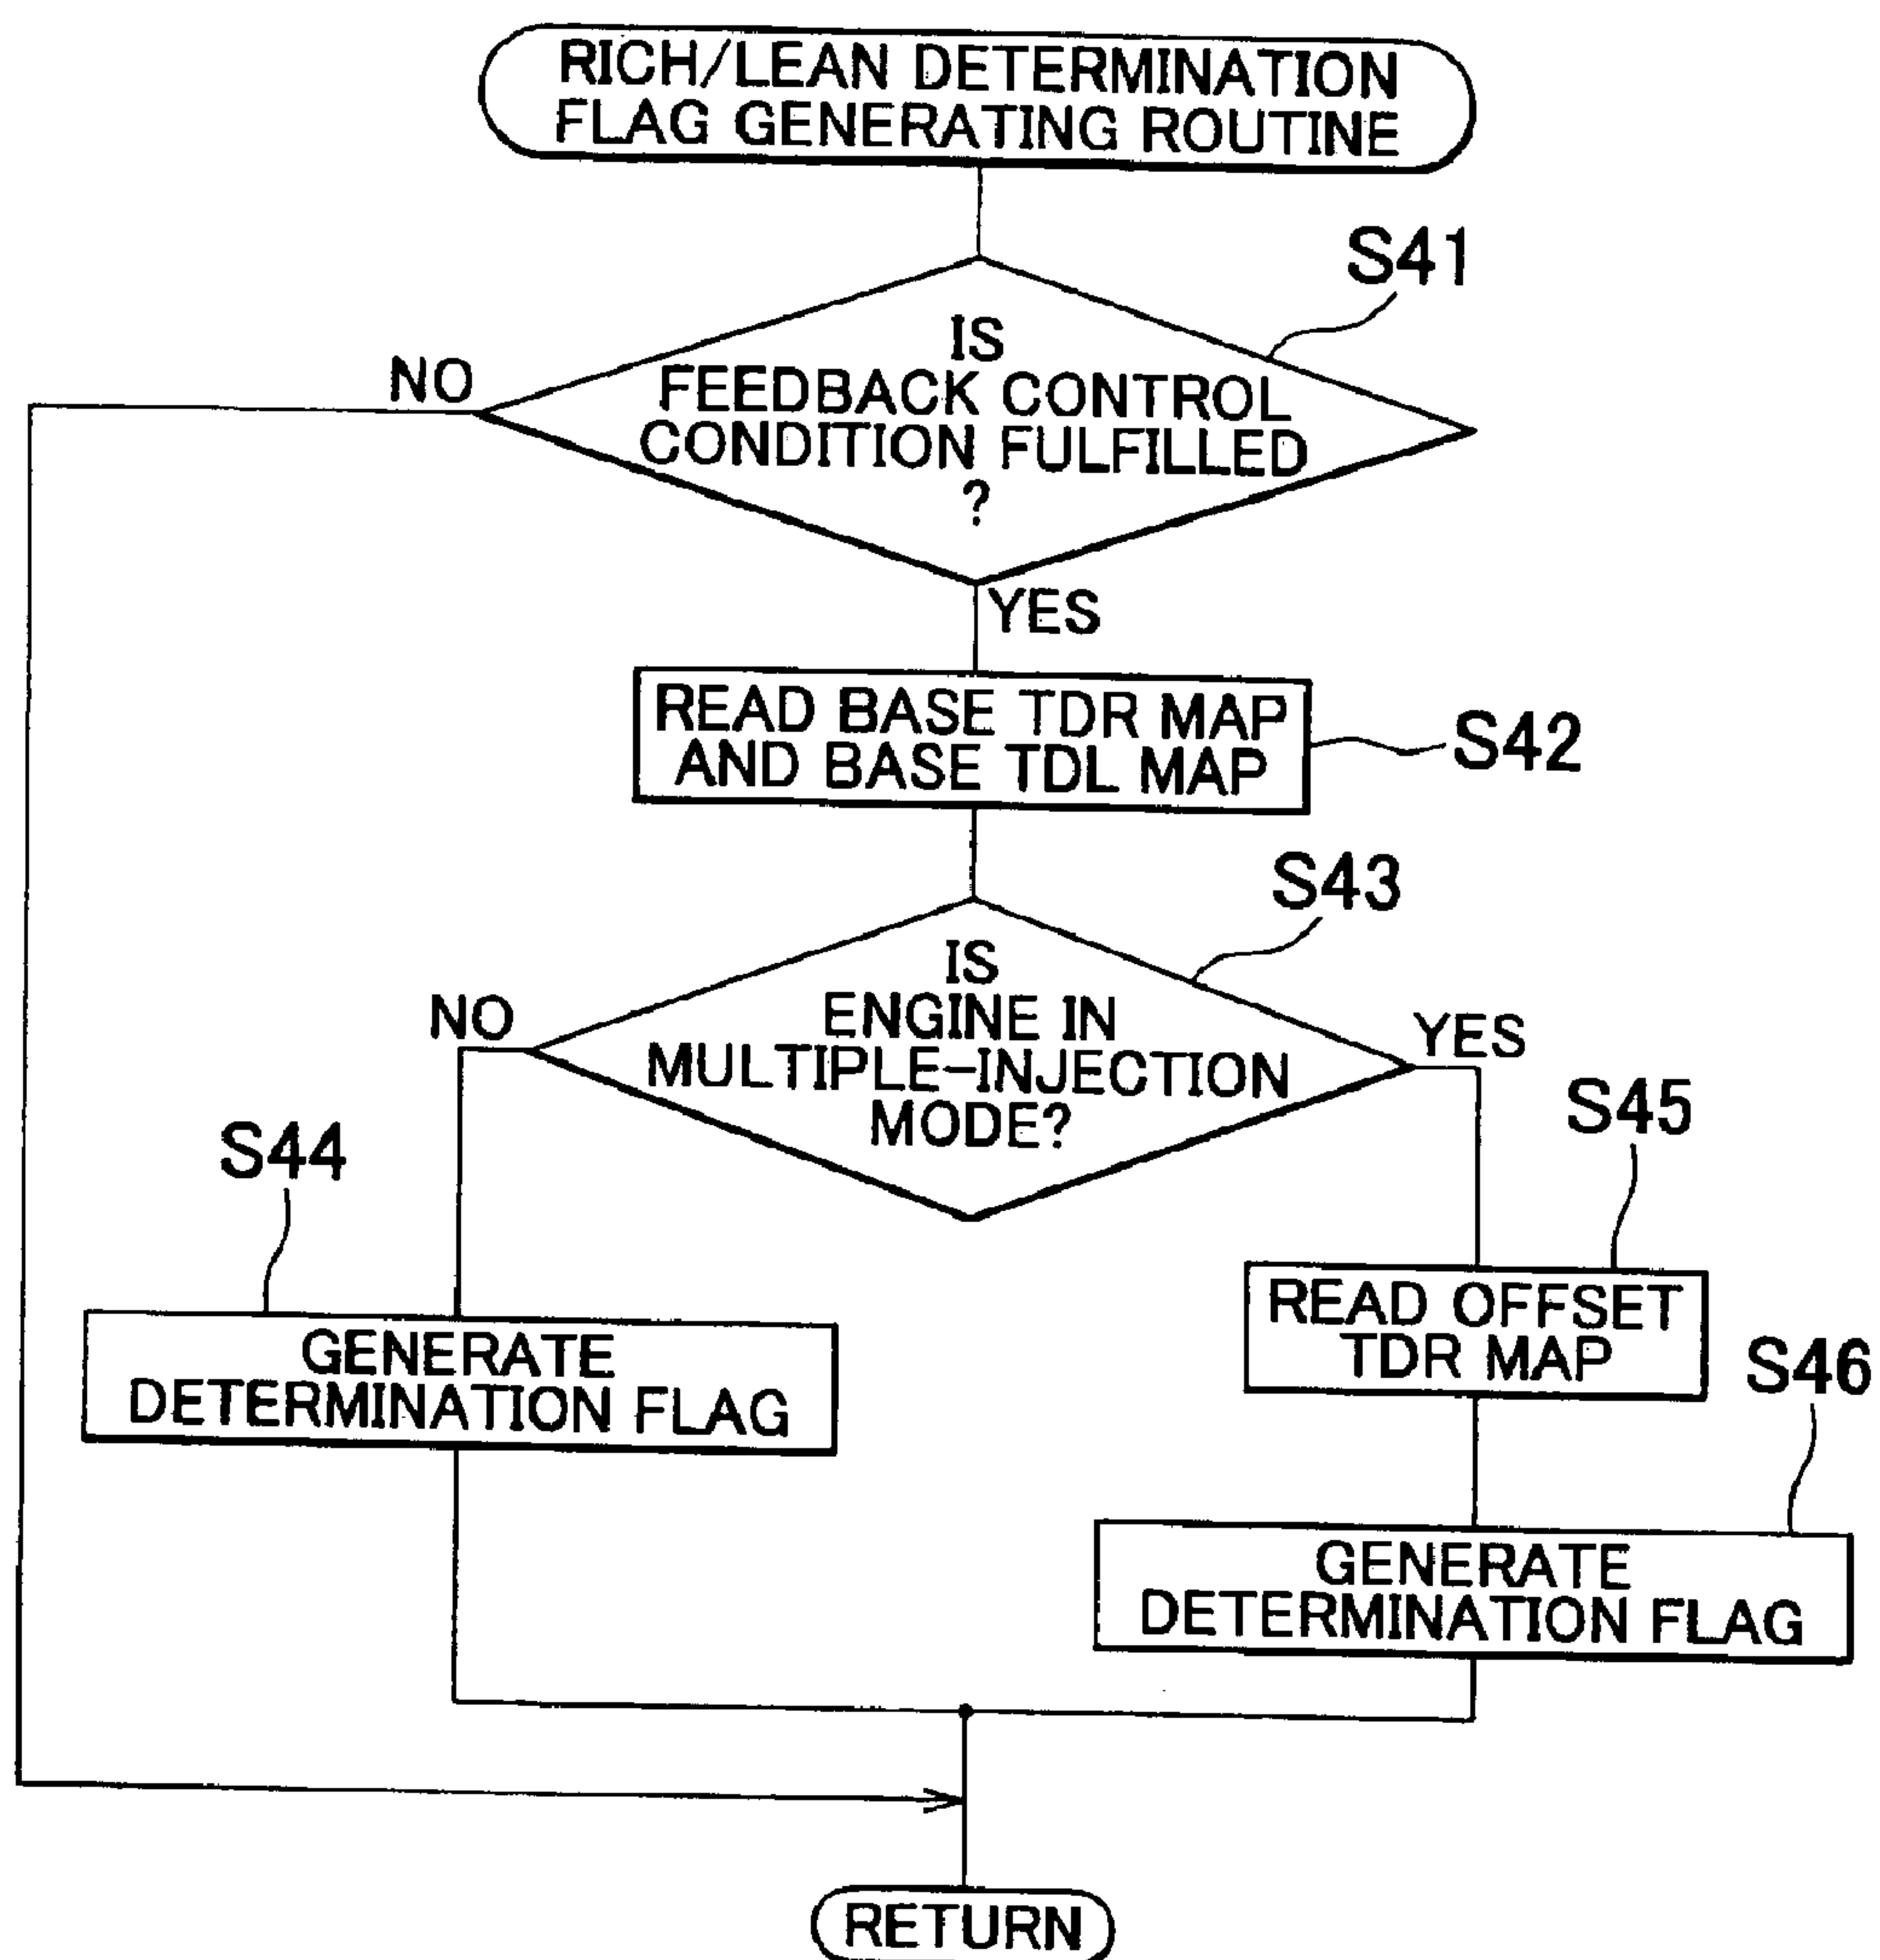 RICH/LEAN DETERMINATION
FLAG GENERATING ROUTINE
S41
IS
FEEDBACK CONTROL
CONDITION FULFILLED
?
NO
YES
READ BASE TDR MAP
AND BASE TDL MAP
S42
S43
IS
ENGINE IN
MULTIPLE-INJECTION
MODE?
NO
YES
S44
GENERATE
DETERMINATION FLAG
S45
READ OFFSET
TDR MAP
S46
GENERATE
DETERMINATION FLAG
RETURN